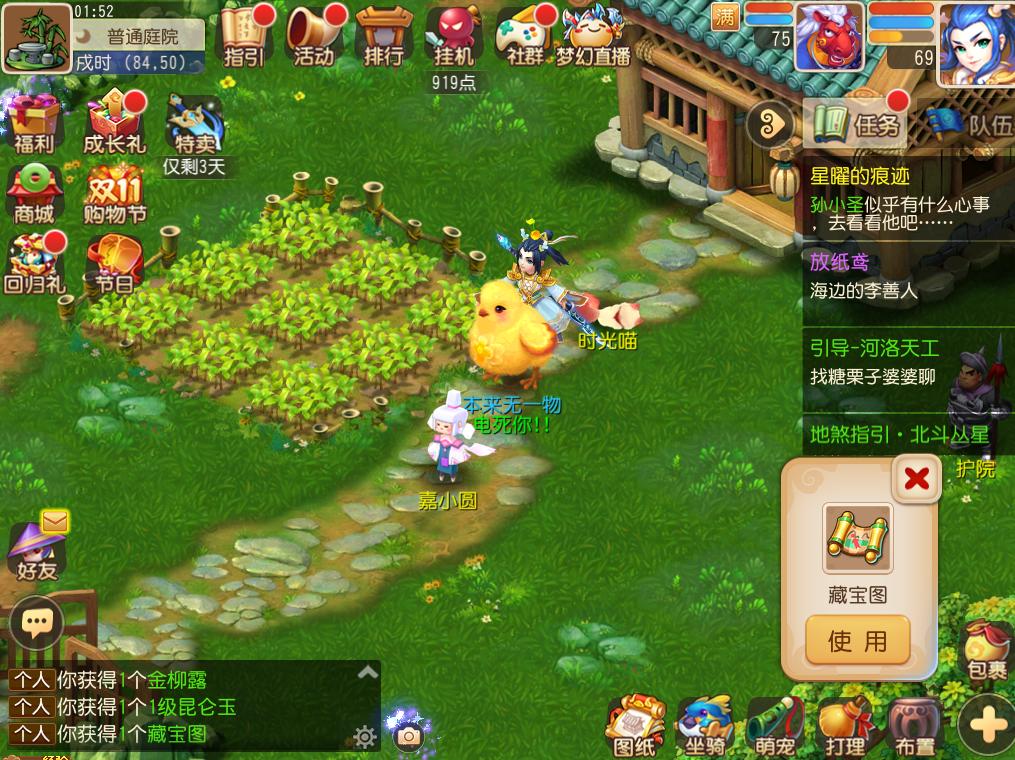 01:52
普通庭院
戌时 (84,50)
指引
活动
排行
挂机
919点
社群
梦幻直播
满
75
69
福利
成长礼
特卖
仅剩3天
商城
双11
购物节
回归礼
节日
任务
队伍
星曜的痕迹
孙小圣似乎有什么心事
，去看看他吧……
放纸鸢
海边的李善人
引导-河洛天工
找糖栗子婆婆聊
地煞指引·北斗丛星
护院
时光喵
本来无一物
电死你!!
嘉小圆
藏宝图
使用
好友
包裹
个人 你获得1个金柳露
个人 你获得1个1级昆仑玉
个人 你获得1个藏宝图
图纸
坐骑
萌宠
打理
布置